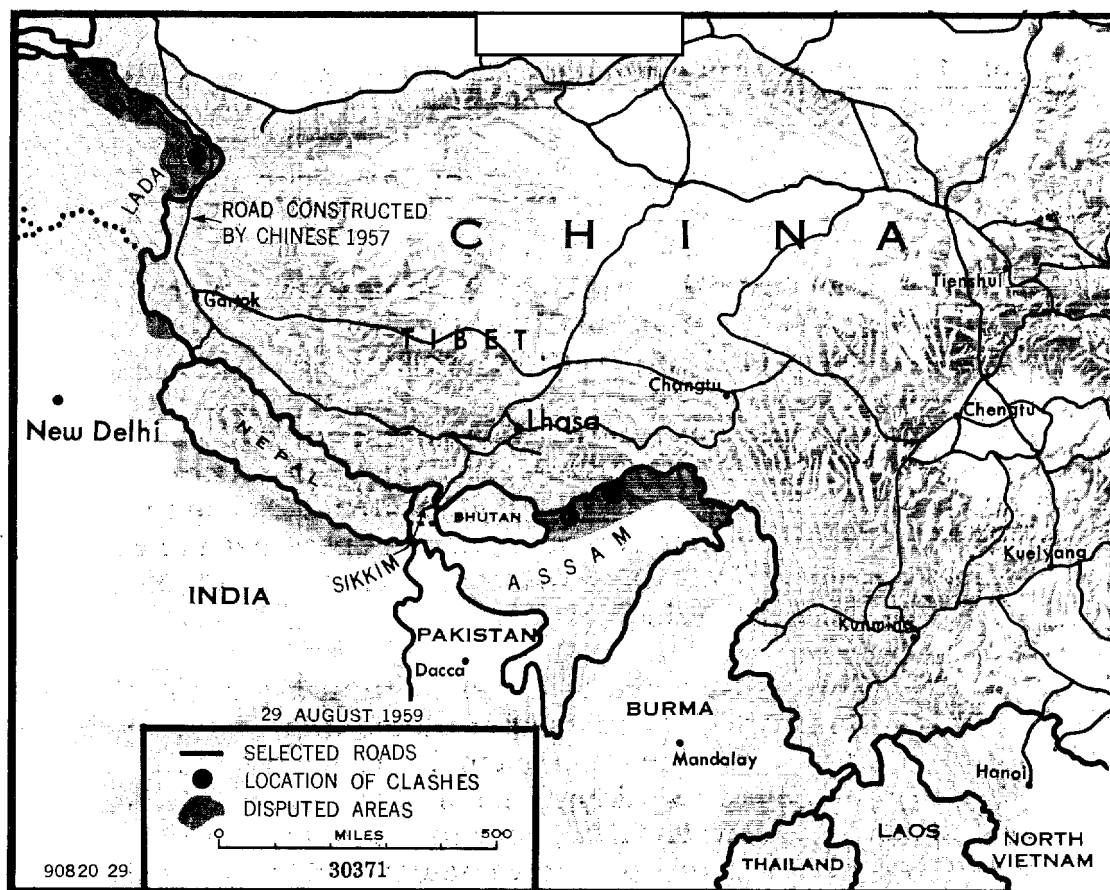 LADA
ROAD CONSTRUCTED
BY CHINESE 1957
CHINA
Tienshui
Gartok
TIBET
Changtu
Chengtu
New Delhi
Lhasa
NEPAL
BHUTAN
SIKKIM
ASSAM
Kueiyang
INDIA
Kunming
PAKISTAN
Dacca
BURMA
Mandalay
Hanoi
LAOS
NORTH
VIETNAM
THAILAND
29 AUGUST 1959
SELECTED ROADS
LOCATION OF CLASHES
DISPUTED AREAS
0 MILES 500
30371
90820 29